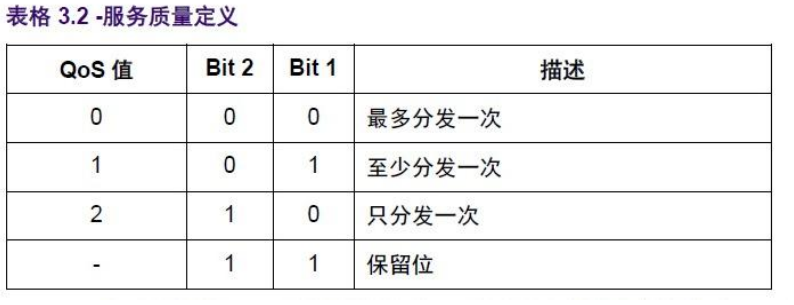 表格 3.2 -服务质量定义
QoS 值 Bit 2 Bit 1 描述
0 0 0 最多分发一次
1 0 1 至少分发一次
2 1 0 只分发一次
- 1 1 保留位